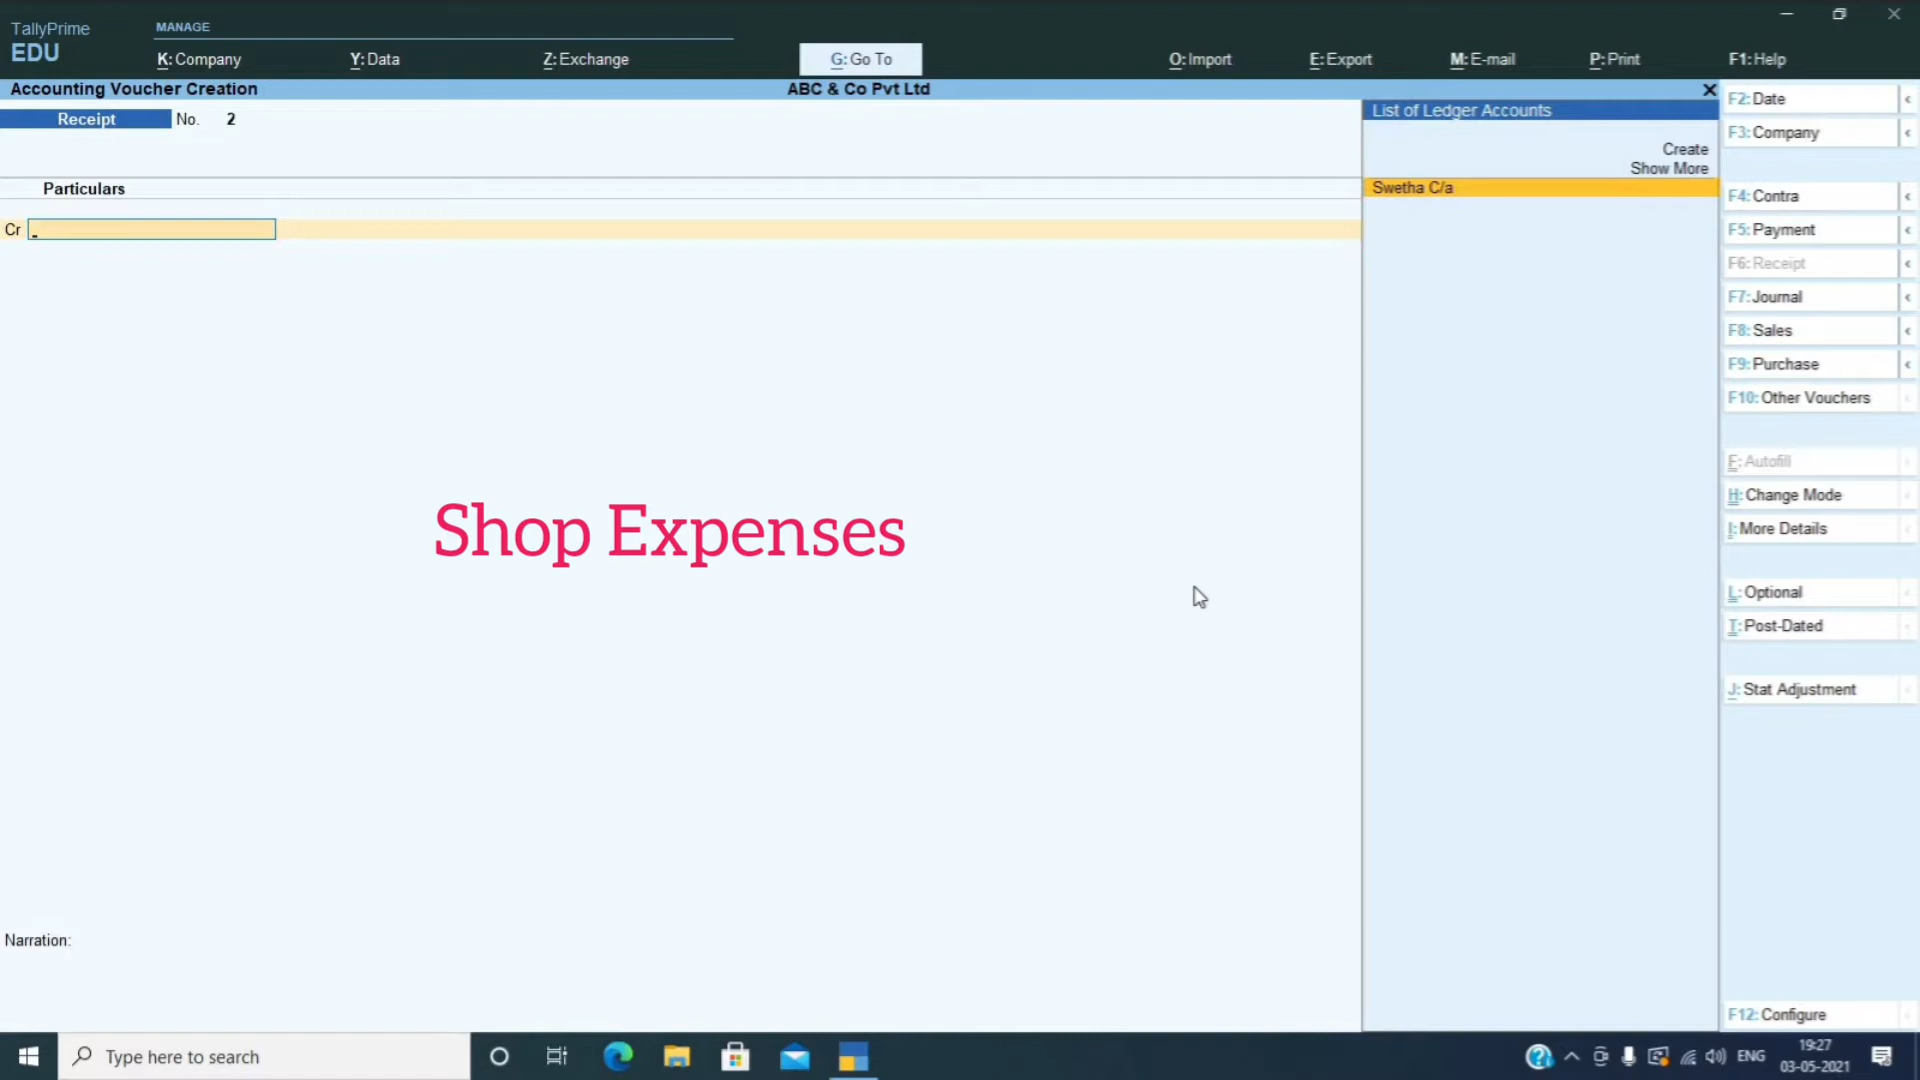 TallyPrime
EDU
MANAGE
K: Company
Y: Data
Z: Exchange
G: Go To
O: Import
E: Export
M: E-mail
P: Print
F1: Help
Accounting Voucher Creation
ABC & Co Pvt Ltd
Receipt No. 2
Particulars
Cr
List of Ledger Accounts
Create
Show More
Swetha C/a
F2: Date
F3: Company
F4: Contra
F5: Payment
F6: Receipt
F7: Journal
F8: Sales
F9: Purchase
F10: Other Vouchers
F: Autofill
H: Change Mode
I: More Details
L: Optional
T: Post-Dated
J: Stat Adjustment
F12: Configure
Shop Expenses
Narration:
Type here to search
ENG
19:27
03-05-2021